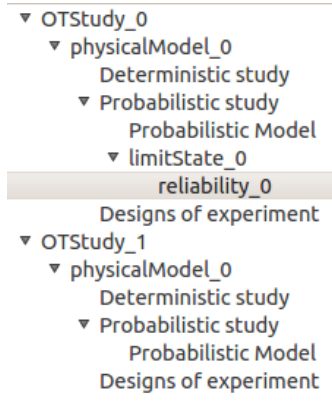 OTStudy_0
physicalModel_0
Deterministic study
Probabilistic study
Probabilistic Model
limitState_0
reliability_0
Designs of experiment
OTStudy_1
physicalModel_0
Deterministic study
Probabilistic study
Probabilistic Model
Designs of experiment